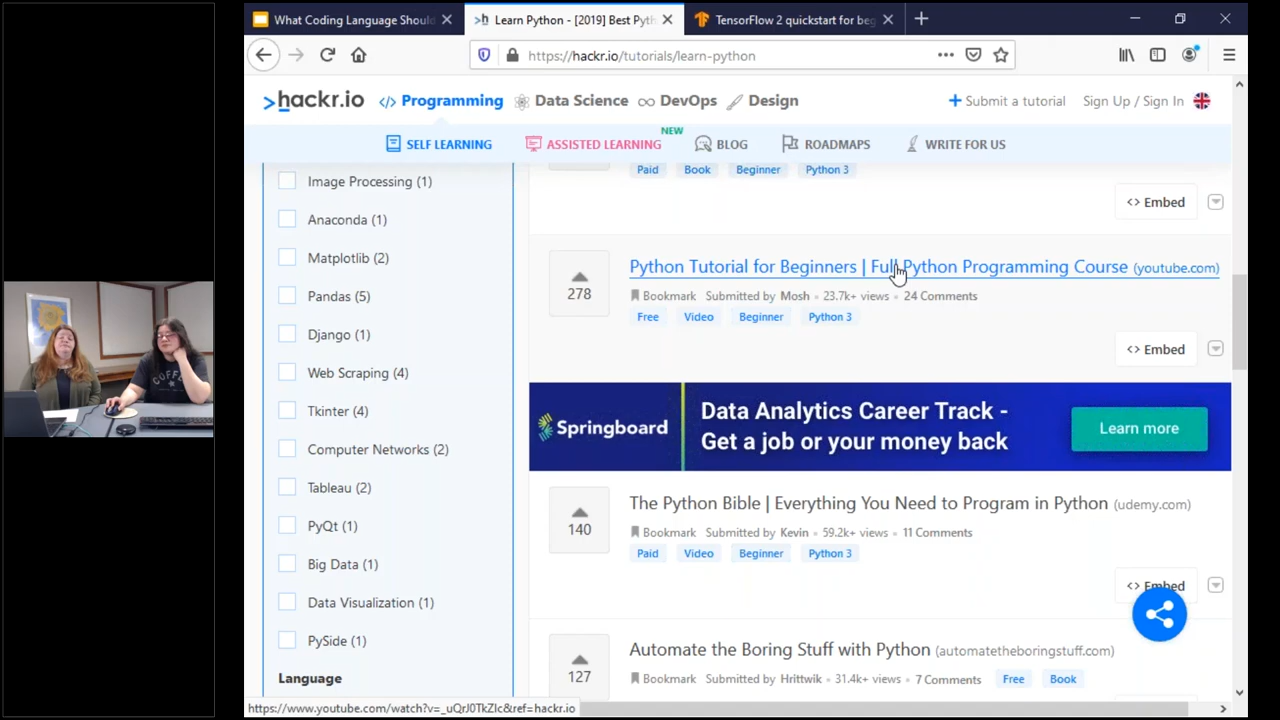 What Coding Language Should
Learn Python - [2019] Best Pyth
TensorFlow 2 quickstart for beg
https://hackr.io/tutorials/learn-python
hackr.io
Programming
Data Science
DevOps
Design
Submit a tutorial
Sign Up / Sign In
SELF LEARNING
ASSISTED LEARNING
NEW
BLOG
ROADMAPS
WRITE FOR US
Image Processing (1)
Anaconda (1)
Matplotlib (2)
Pandas (5)
Django (1)
Web Scraping (4)
Tkinter (4)
Computer Networks (2)
Tableau (2)
PyQt (1)
Big Data (1)
Data Visualization (1)
PySide (1)
Language
Paid Book Beginner Python 3
<> Embed
278
Python Tutorial for Beginners | Full Python Programming Course (youtube.com)
Bookmark Submitted by Mosh • 23.7k+ views • 24 Comments
Free Video Beginner Python 3
<> Embed
Springboard
Data Analytics Career Track -
Get a job or your money back
Learn more
140
The Python Bible | Everything You Need to Program in Python (udemy.com)
Bookmark Submitted by Kevin • 59.2k+ views • 11 Comments
Paid Video Beginner Python 3
<> Embed
127
Automate the Boring Stuff with Python (automatetheboringstuff.com)
Bookmark Submitted by Hrittwik • 31.4k+ views • 7 Comments Free Book
https://www.youtube.com/watch?v=_uQrJ0TkZlc&ref=hackr.io
COFFEE